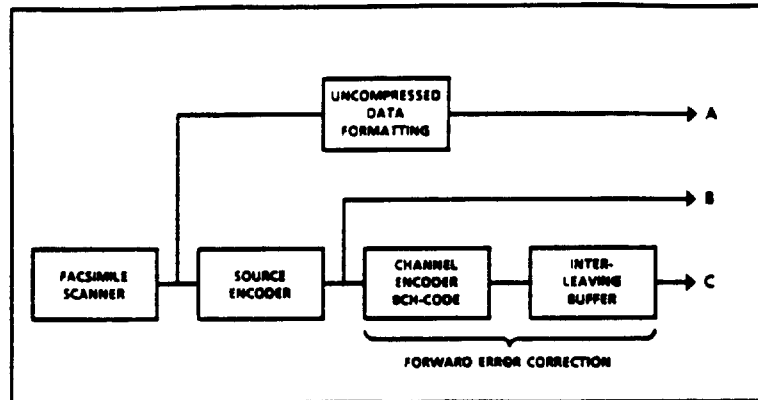 UNCOMPRESSED
DATA
FORMATTING
A
B
FACSIMILE
SCANNER
SOURCE
ENCODER
CHANNEL
ENCODER
BCH-CODE
INTER-
LEAVING
BUFFER
C
FORWARD ERROR CORRECTION